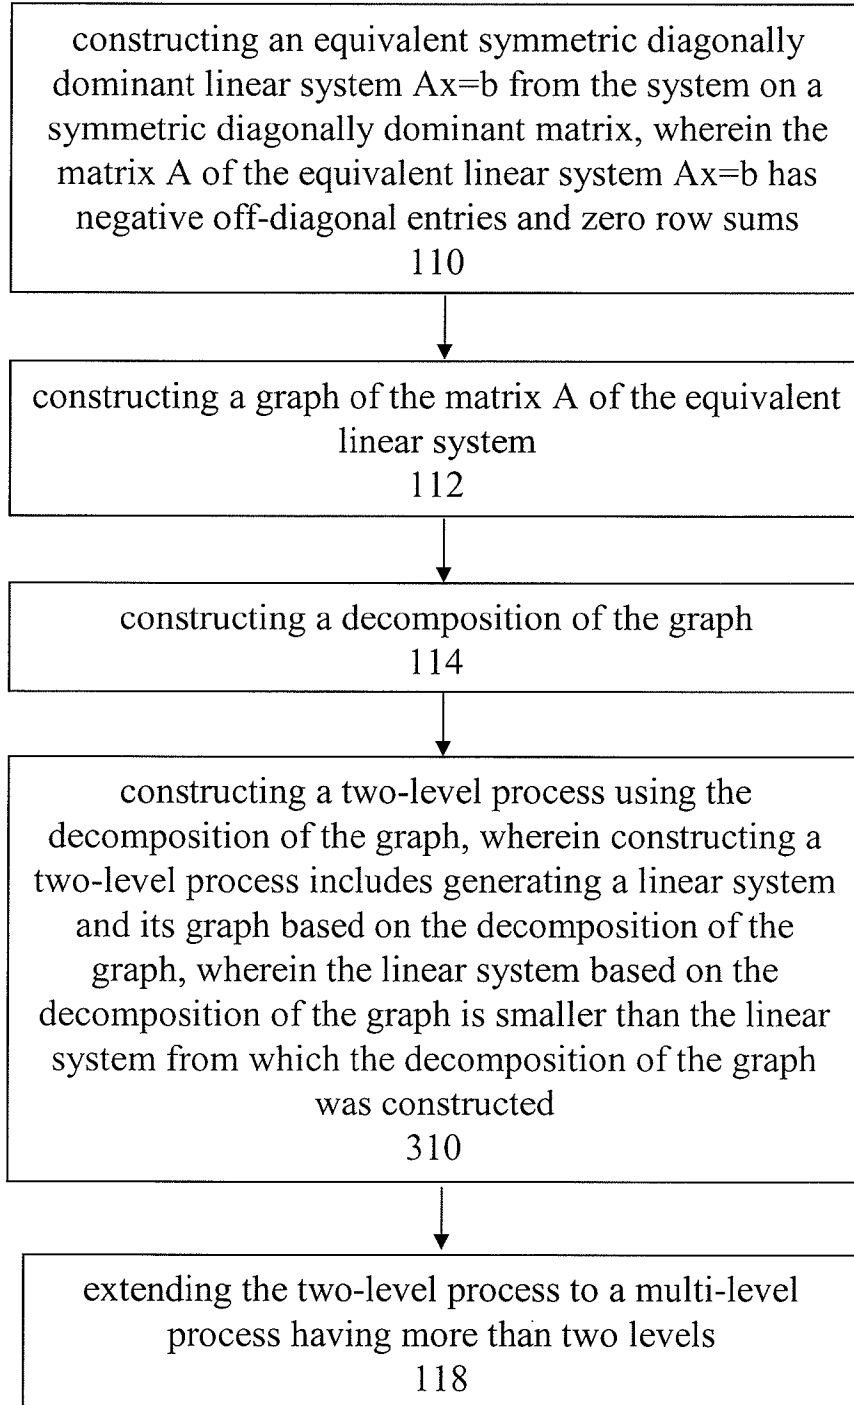 constructing an equivalent symmetric diagonally
dominant linear system Ax=b from the system on a
symmetric diagonally dominant matrix, wherein the
matrix A of the equivalent linear system Ax=b has
negative off-diagonal entries and zero row sums
110
constructing a graph of the matrix A of the equivalent
linear system
112
constructing a decomposition of the graph
114
constructing a two-level process using the
decomposition of the graph, wherein constructing a
two-level process includes generating a linear system
and its graph based on the decomposition of the
graph, wherein the linear system based on the
decomposition of the graph is smaller than the linear
system from which the decomposition of the graph
was constructed
310
extending the two-level process to a multi-level
process having more than two levels
118